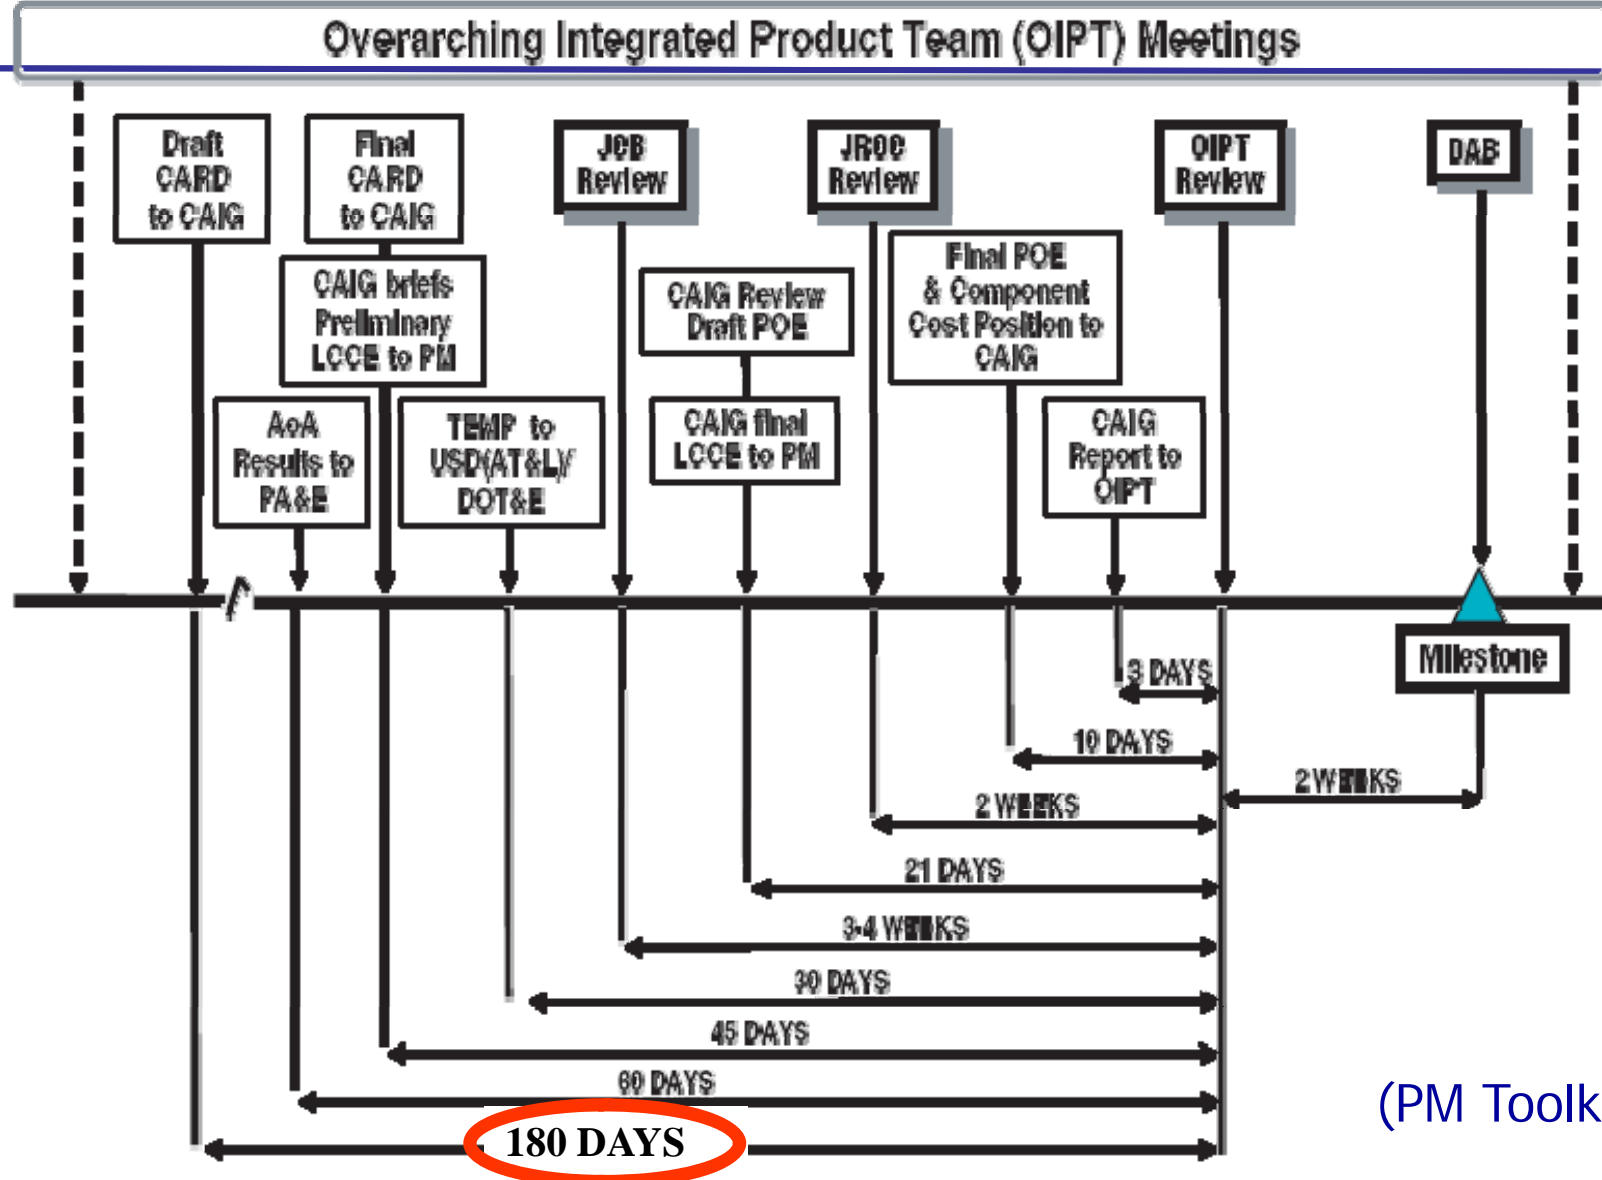 Overarching Integrated Product Team (OIPT) Meetings
Draft
CARD
to CAIG
Final
CARD
to CAIG
JCB
Review
JROC
Review
OIPT
Review
DAB
CAIG briefs
Preliminary
LCCE to PM
CAIG Review
Draft POE
Final POE
& Component
Cost Position to
CAIG
AoA
Results to
PA&E
TEMP to
USD(AT&L)/
DOT&E
CAIG final
LCCE to PM
CAIG
Report to
OIPT
Milestone
3 DAYS
10 DAYS
2 WEEKS
2 WEEKS
21 DAYS
3-4 WEEKS
30 DAYS
45 DAYS
60 DAYS
180 DAYS
(PM Toolk